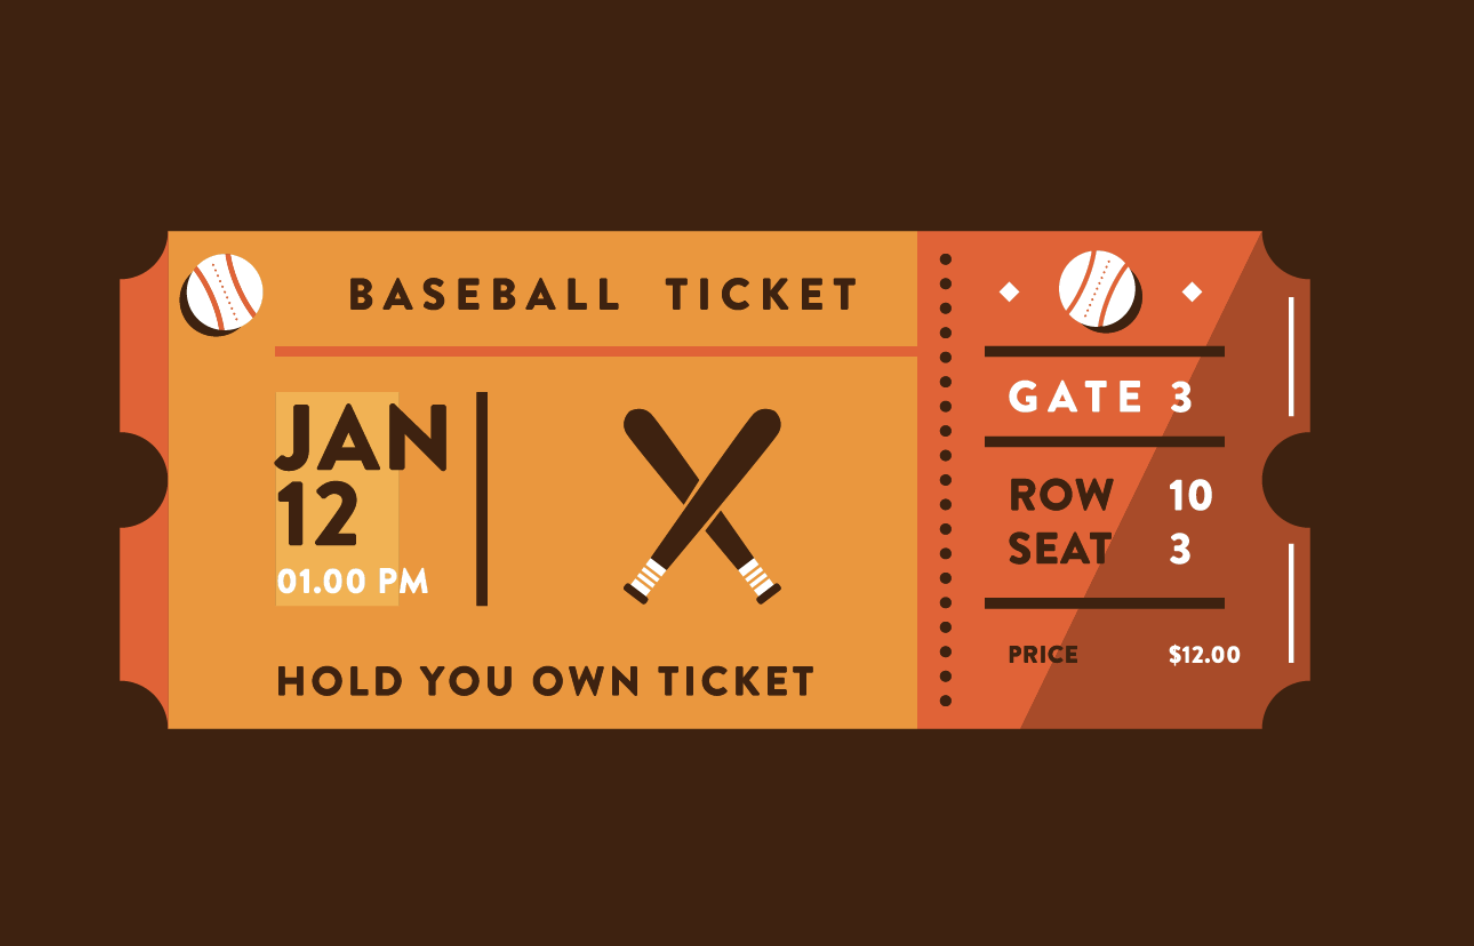 BASEBALL TICKET
JAN
12
01.00 PM
HOLD YOU OWN TICKET
GATE 3
ROW 10
SEAT 3
PRICE $12.00